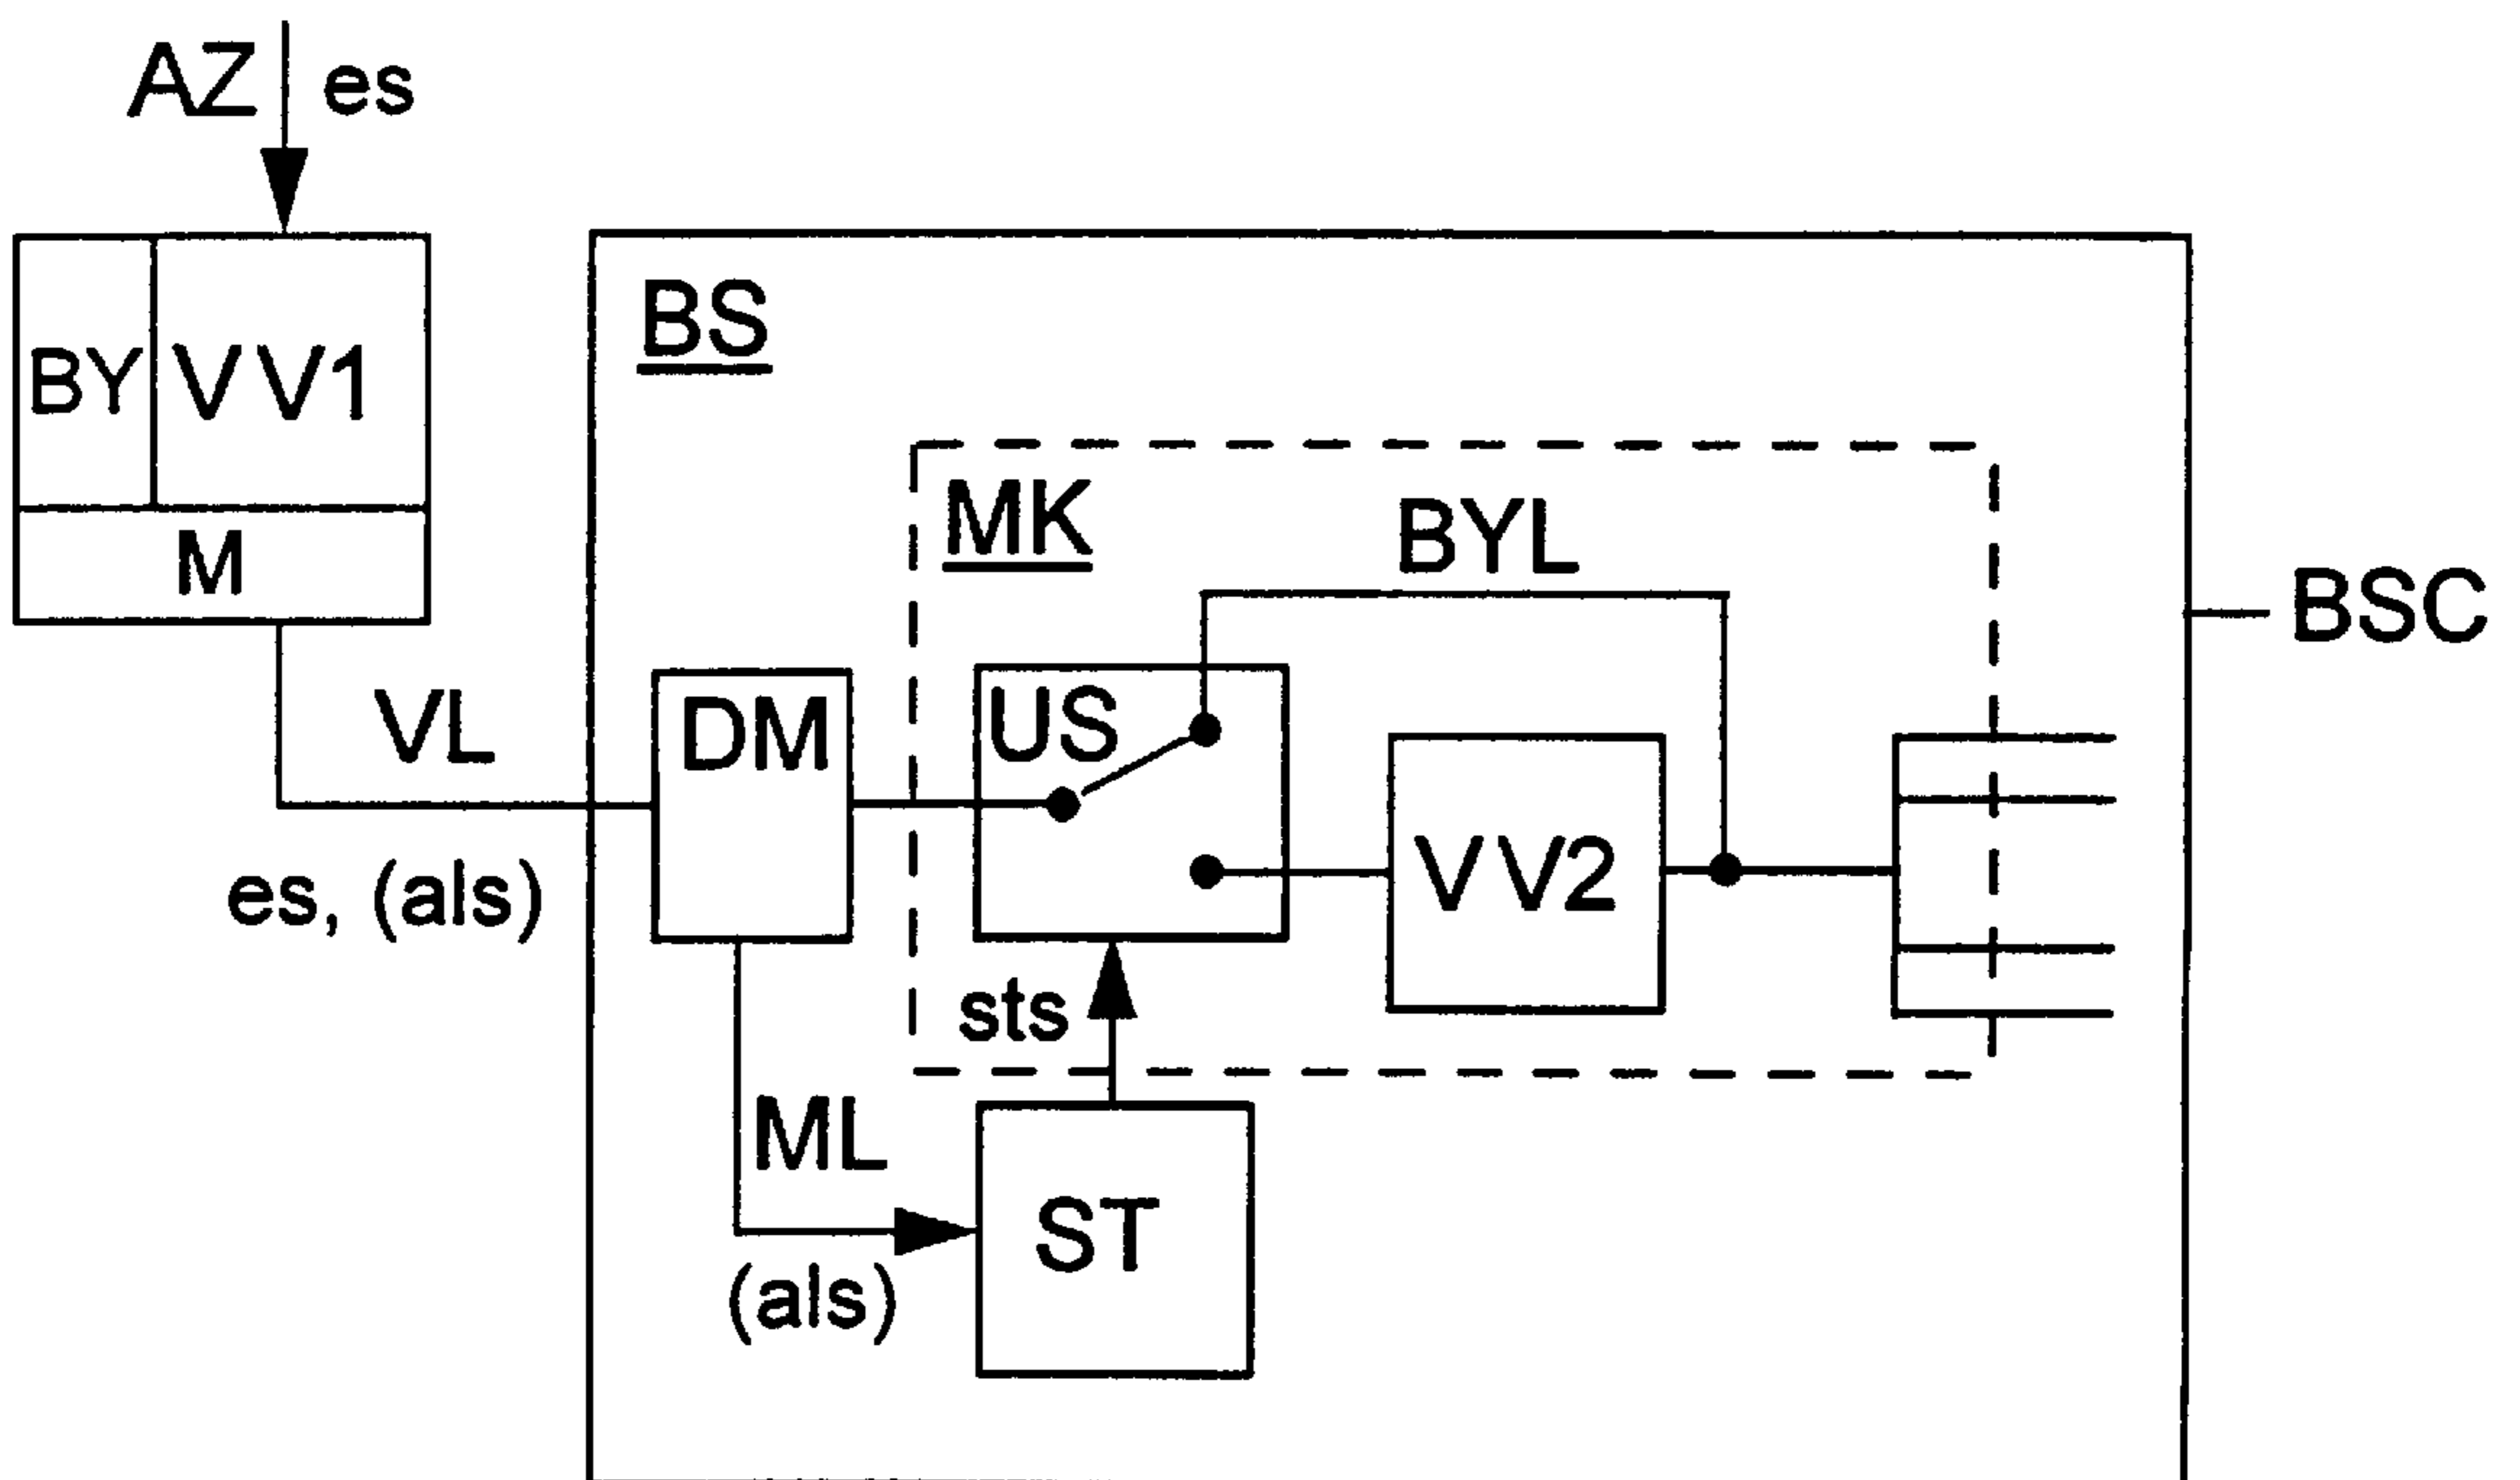 AZ es
BS
BY VV1
MK
BYL
M
BSC
VL
DM
US
VV2
es, (als)
sts
ML
ST
(als)